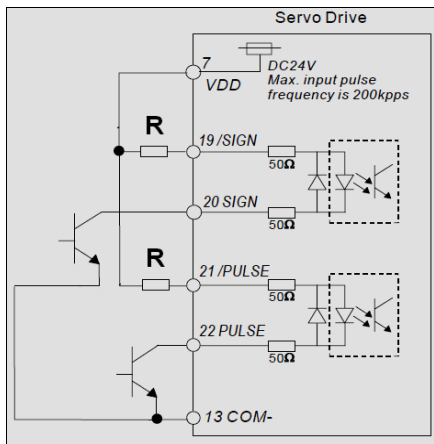 Servo Drive
7
VDD
DC24V
Max. input pulse
frequency is 200kpps
R
19 /SIGN
50Ω
20 SIGN
50Ω
R
21 /PULSE
50Ω
22 PULSE
50Ω
13 COM-